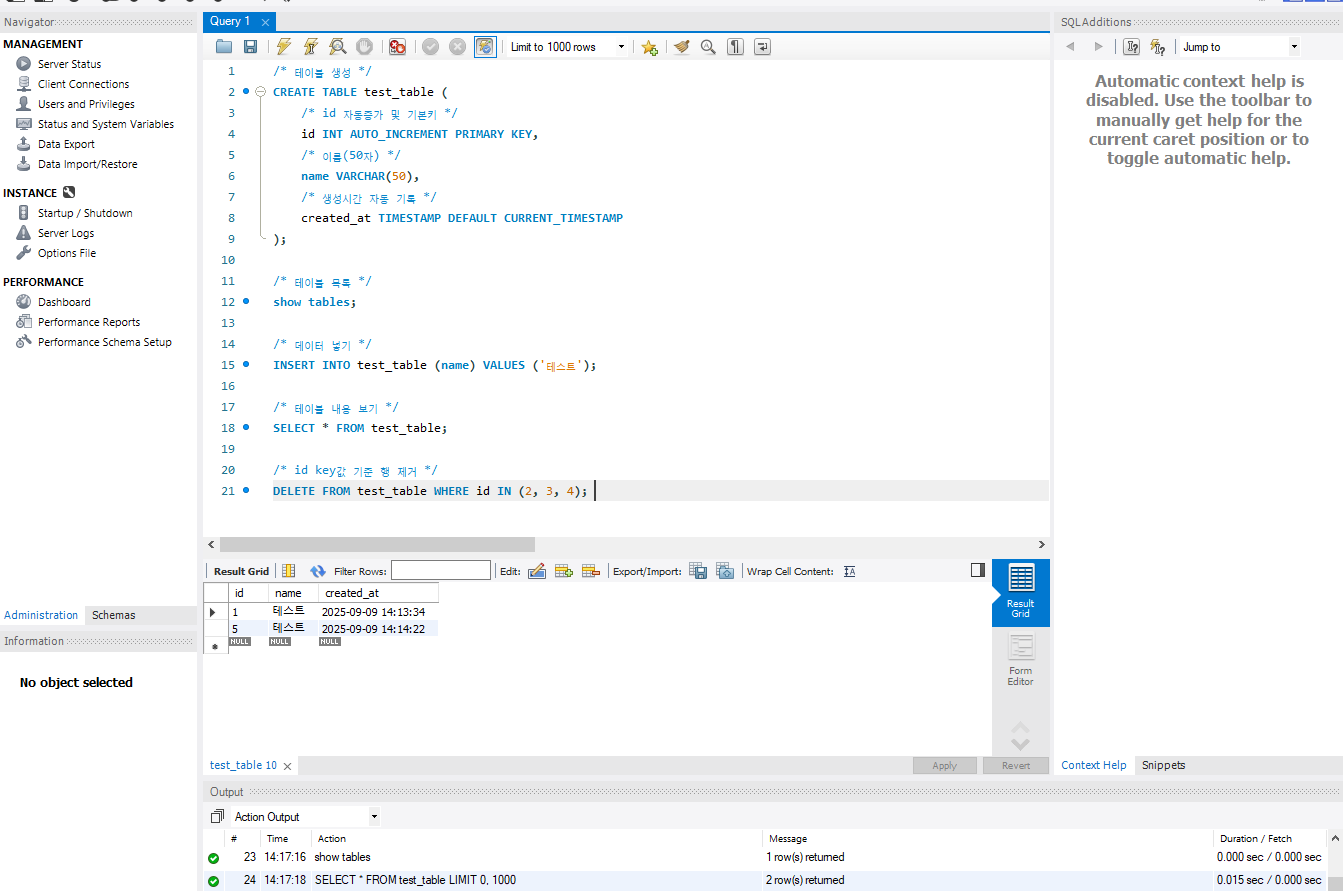 Navigator
MANAGEMENT
Server Status
Client Connections
Users and Privileges
Status and System Variables
Data Export
Data Import/Restore
INSTANCE
Startup / Shutdown
Server Logs
Options File
PERFORMANCE
Dashboard
Performance Reports
Performance Schema Setup
Administration Schemas
Information
No object selected
Query 1
Limit to 1000 rows
1 /* 테이블 생성 */
2 CREATE TABLE test_table (
3 /* id 자동증가 및 기본키 */
4 id INT AUTO_INCREMENT PRIMARY KEY,
5 /* 이름(50자) */
6 name VARCHAR(50),
7 /* 생성시간 자동 기록 */
8 created_at TIMESTAMP DEFAULT CURRENT_TIMESTAMP
9 );
10
11 /* 테이블 목록 */
12 show tables;
13
14 /* 데이터 넣기 */
15 INSERT INTO test_table (name) VALUES ('테스트');
16
17 /* 테이블 내용 보기 */
18 SELECT * FROM test_table;
19
20 /* id key값 기준 행 제거 */
21 DELETE FROM test_table WHERE id IN (2, 3, 4);
Result Grid Filter Rows: Edit: Export/Import: Wrap Cell Content:
id name created_at
1 테스트 2025-09-09 14:13:34
5 테스트 2025-09-09 14:14:22
NULL NULL NULL
Result
Grid
Form
Editor
test_table 10
Apply Revert
SQLAdditions
Jump to
Automatic context help is
disabled. Use the toolbar to
manually get help for the
current caret position or to
toggle automatic help.
Context Help Snippets
Output
Action Output
# Time Action Message Duration / Fetch
23 14:17:16 show tables 1 row(s) returned 0.000 sec / 0.000 sec
24 14:17:18 SELECT * FROM test_table LIMIT 0, 1000 2 row(s) returned 0.015 sec / 0.000 sec